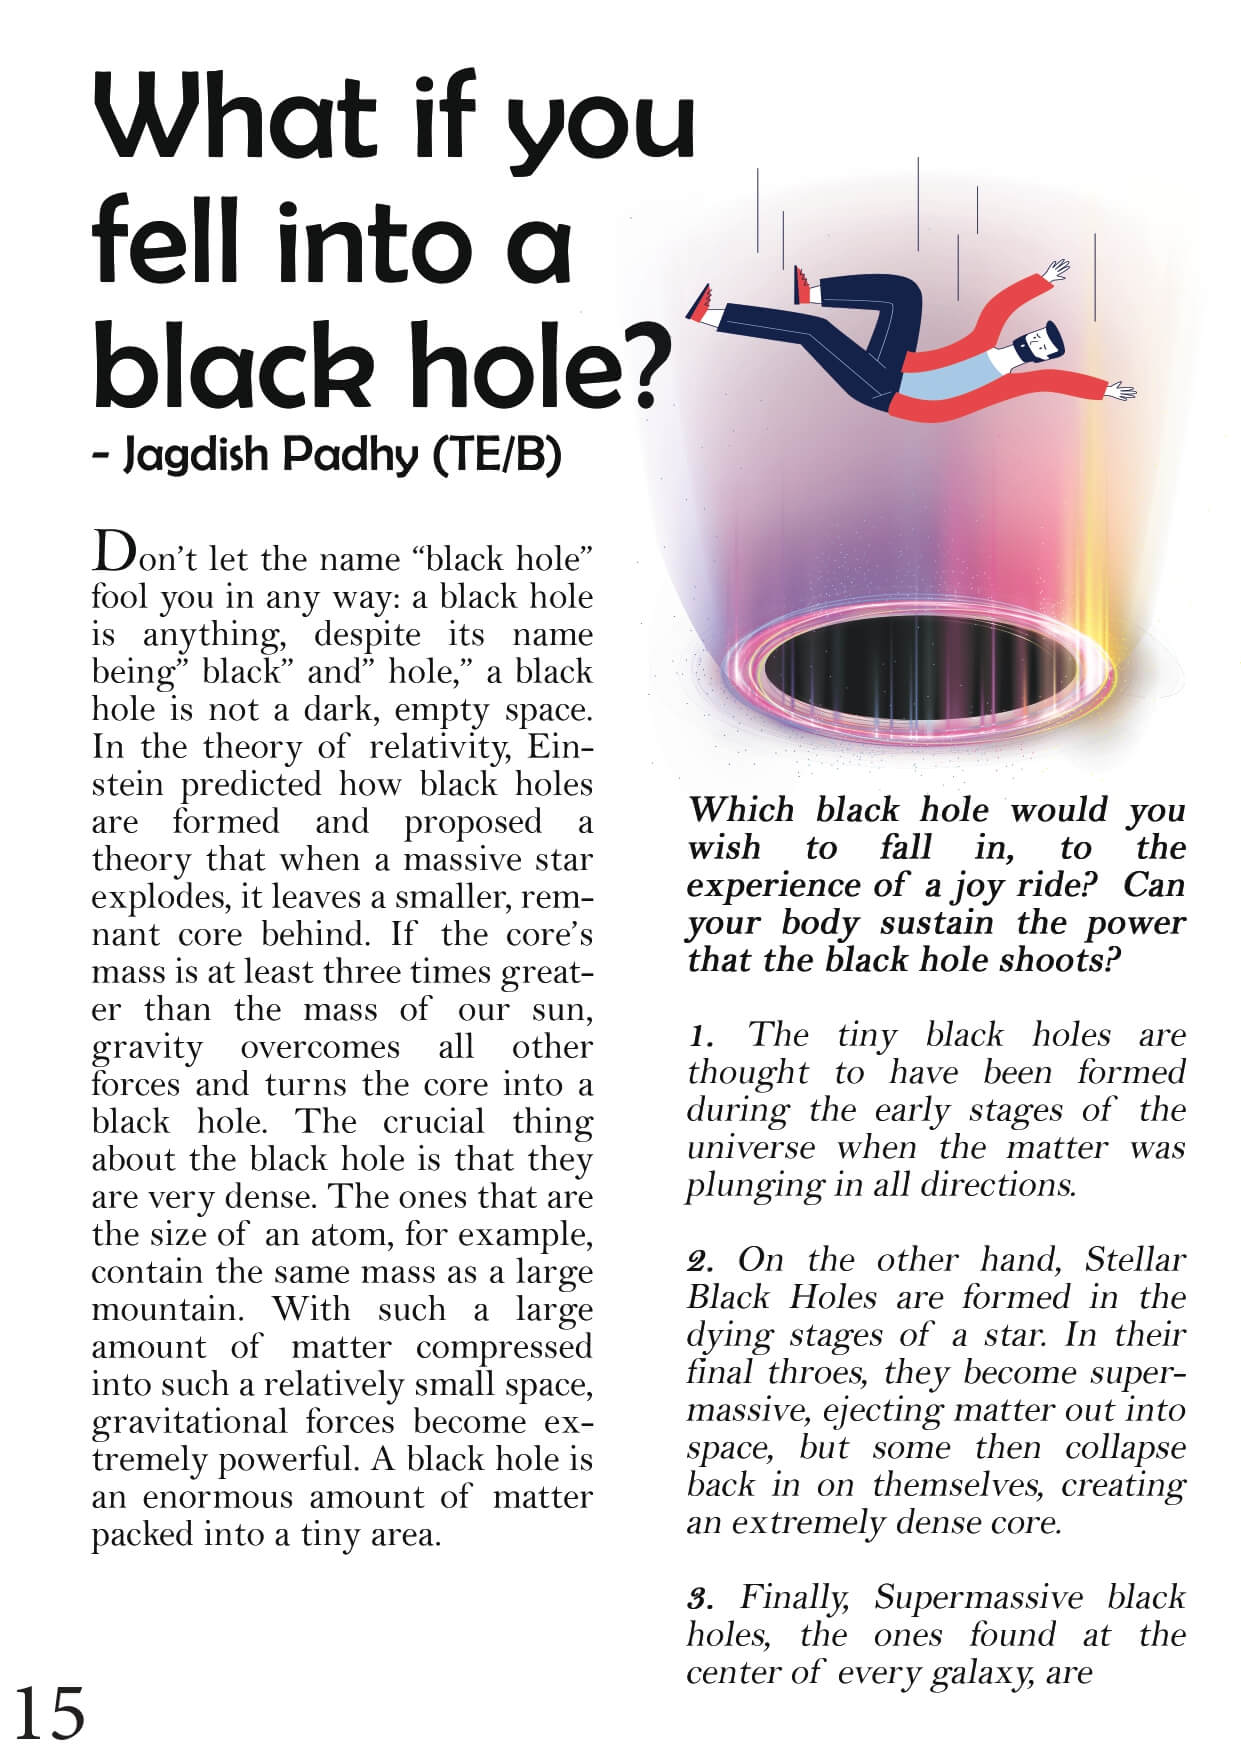 What if you
fell into a
black hole?
- Jagdish Padhy (TE/B)
Don't let the name “black hole”
fool you in any way: a black hole
is anything, despite its name
being” black” and” hole,” a black
hole is not a dark, empty space.
In the theory of relativity, Ein-
stein predicted how black holes
are formed and proposed a
theory that when a massive star
explodes, it leaves a smaller, rem-
nant core behind. If the core's
mass is at least three times great-
er than the mass of our sun,
gravity overcomes all other
forces and turns the core into a
black hole. The crucial thing
about the black hole is that they
are very dense. The ones that are
the size of an atom, for example,
contain the same mass as a large
mountain. With such a large
amount of matter compressed
into such a relatively small space,
gravitational forces become ex-
tremely powerful. A black hole is
an enormous amount of matter
packed into a tiny area.
Which black hole would you
wish to fall in, to the
experience of a joy ride? Can
your body sustain the power
that the black hole shoots?
1. The tiny black holes are
thought to have been formed
during the early stages of the
universe when the matter was
plunging in all directions.
2. On the other hand, Stellar
Black Holes are formed in the
dying stages of a star. In their
final throes, they become super-
massive, ejecting matter out into
space, but some then collapse
back in on themselves, creating
an extremely dense core.
3. Finally, Supermassive black
holes, the ones found at the
center of every galaxy, are
15